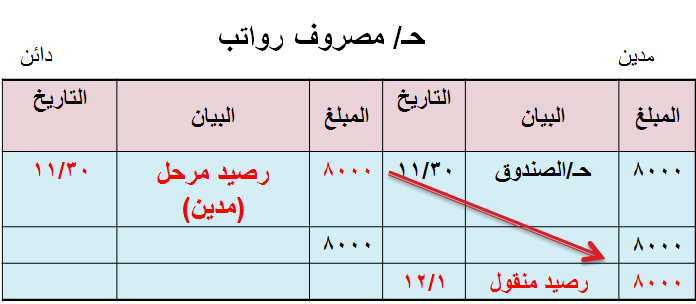 حـ/ مصروف رواتب
مدين دائن
المبلغ البيان التاريخ المبلغ البيان التاريخ
٨٠٠٠ حـ/الصندوق ١١/٣٠ ٨٠٠٠ رصيد مرحل ١١/٣٠
(مدين)
٨٠٠٠ ٨٠٠٠
٨٠٠٠ رصيد منقول ١٢/١